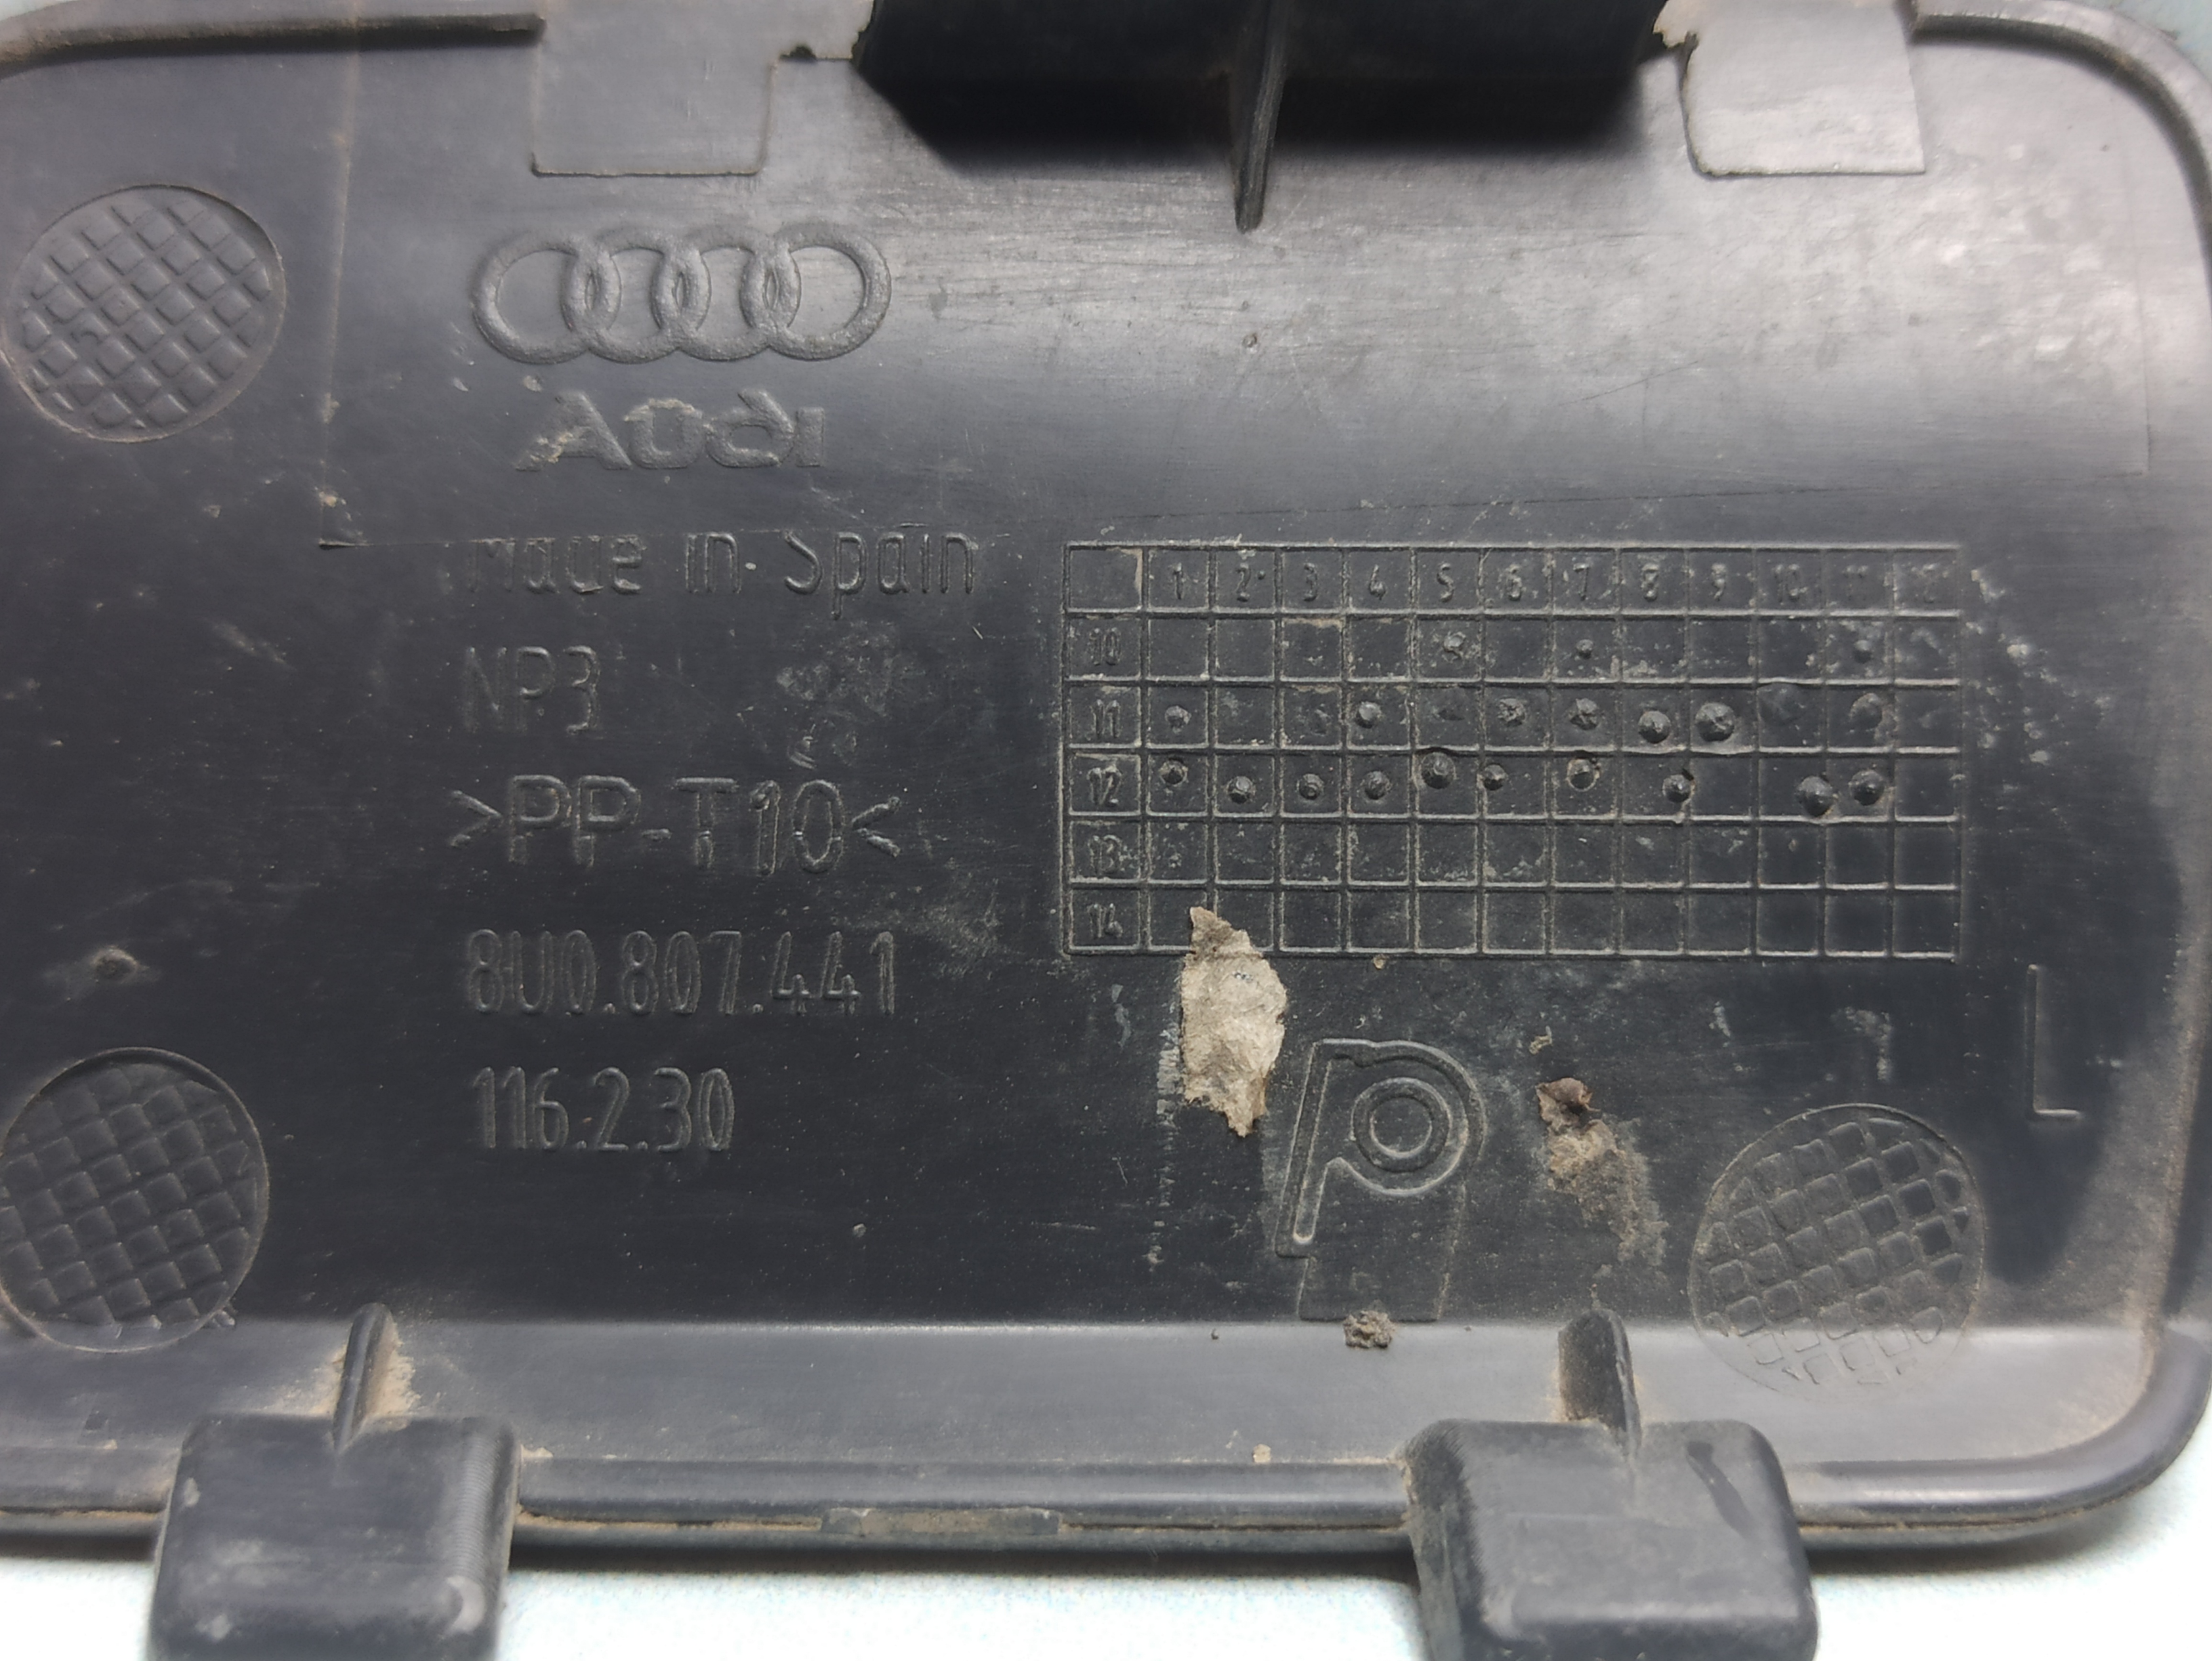 Audi
Made in Spain
NP3
>PP-T10<
8U0.807.441
116.2.30
1 2 3 4 5 6 7 8 9 10 11 12
10
11
12
13
14
L